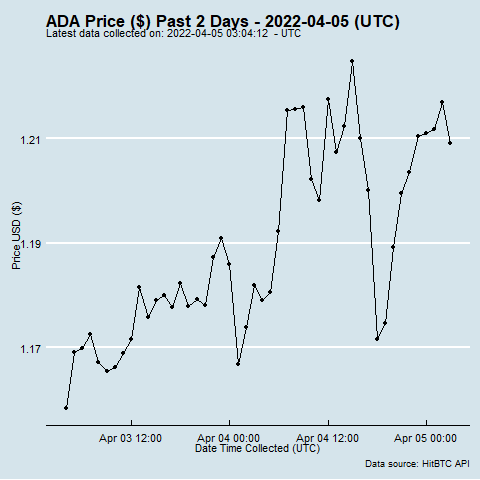 ADA Price ($) Past 2 Days - 2022-04-05 (UTC)
Latest data collected on: 2022-04-05 03:04:12  - UTC
1.21
1.19
1.17
Price USD ($)
Apr 03 12:00
Apr 04 00:00
Apr 04 12:00
Apr 05 00:00
Date Time Collected (UTC)
Data source: HitBTC API